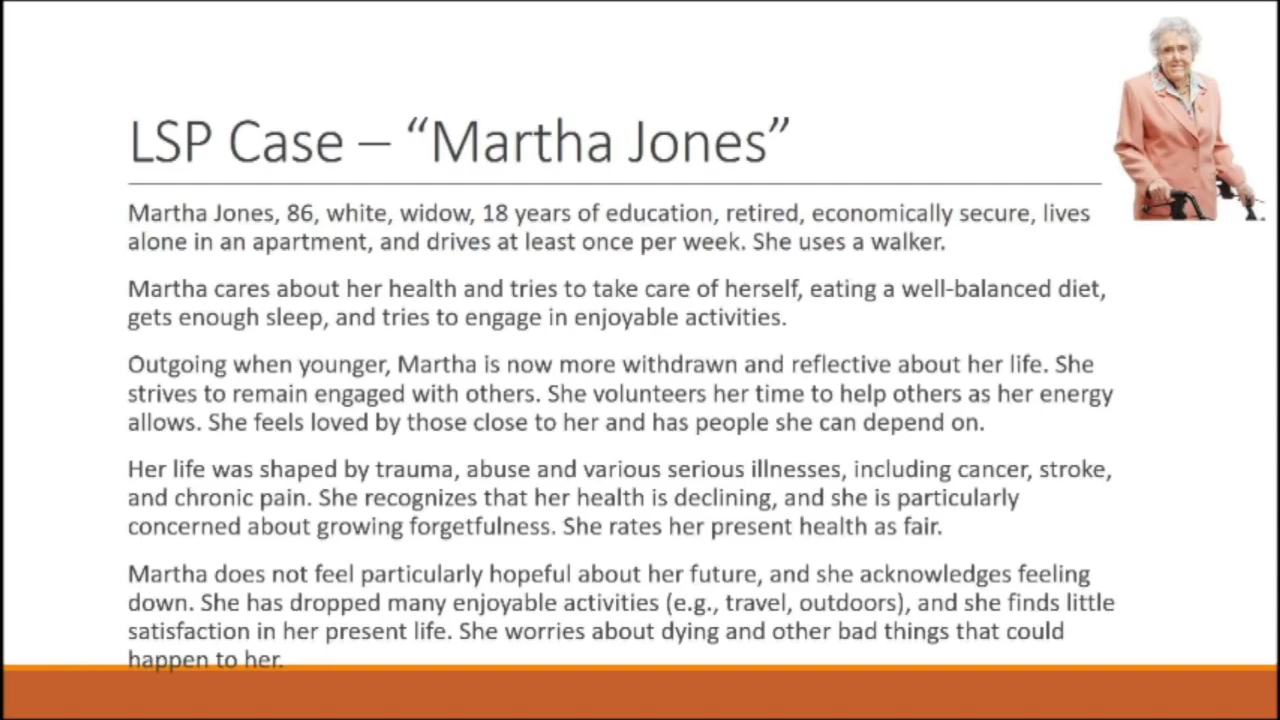 LSP Case – “Martha Jones”
Martha Jones, 86, white, widow, 18 years of education, retired, economically secure, lives
alone in an apartment, and drives at least once per week. She uses a walker.
Martha cares about her health and tries to take care of herself, eating a well-balanced diet,
gets enough sleep, and tries to engage in enjoyable activities.
Outgoing when younger, Martha is now more withdrawn and reflective about her life. She
strives to remain engaged with others. She volunteers her time to help others as her energy
allows. She feels loved by those close to her and has people she can depend on.
Her life was shaped by trauma, abuse and various serious illnesses, including cancer, stroke,
and chronic pain. She recognizes that her health is declining, and she is particularly
concerned about growing forgetfulness. She rates her present health as fair.
Martha does not feel particularly hopeful about her future, and she acknowledges feeling
down. She has dropped many enjoyable activities (e.g., travel, outdoors), and she finds little
satisfaction in her present life. She worries about dying and other bad things that could
happen to her.